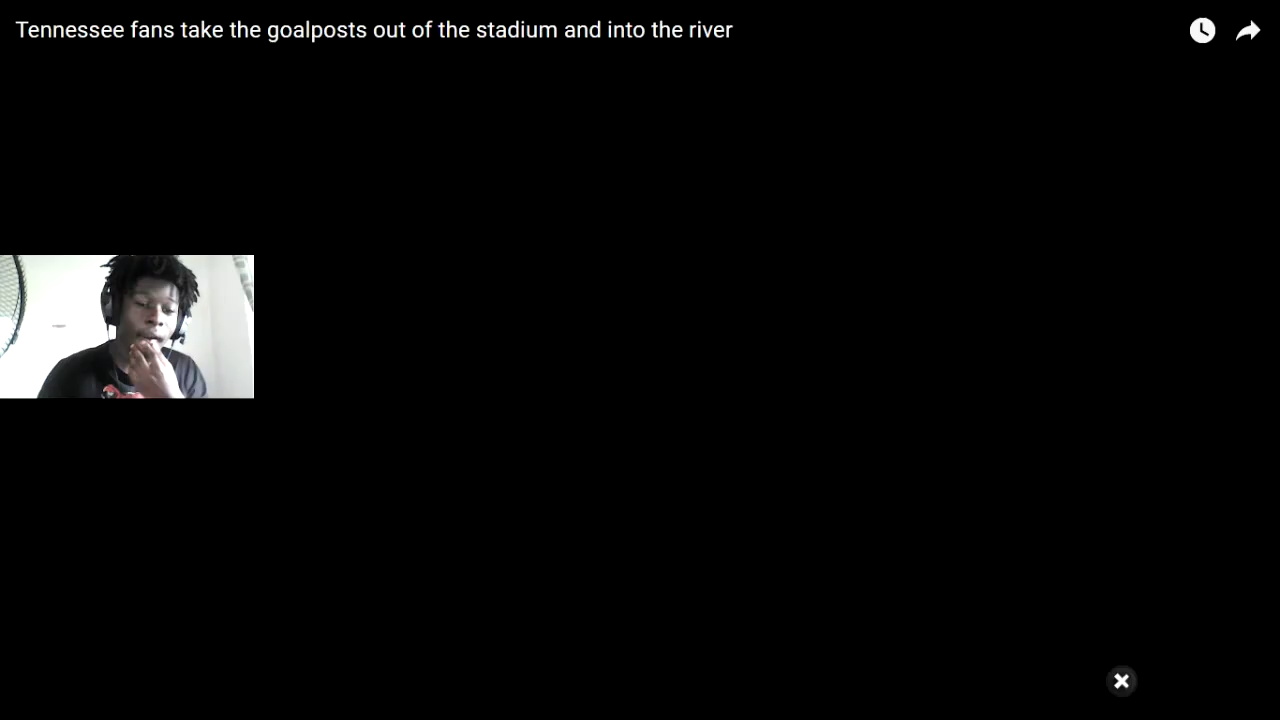 Tennessee fans take the goalposts out of the stadium and into the river